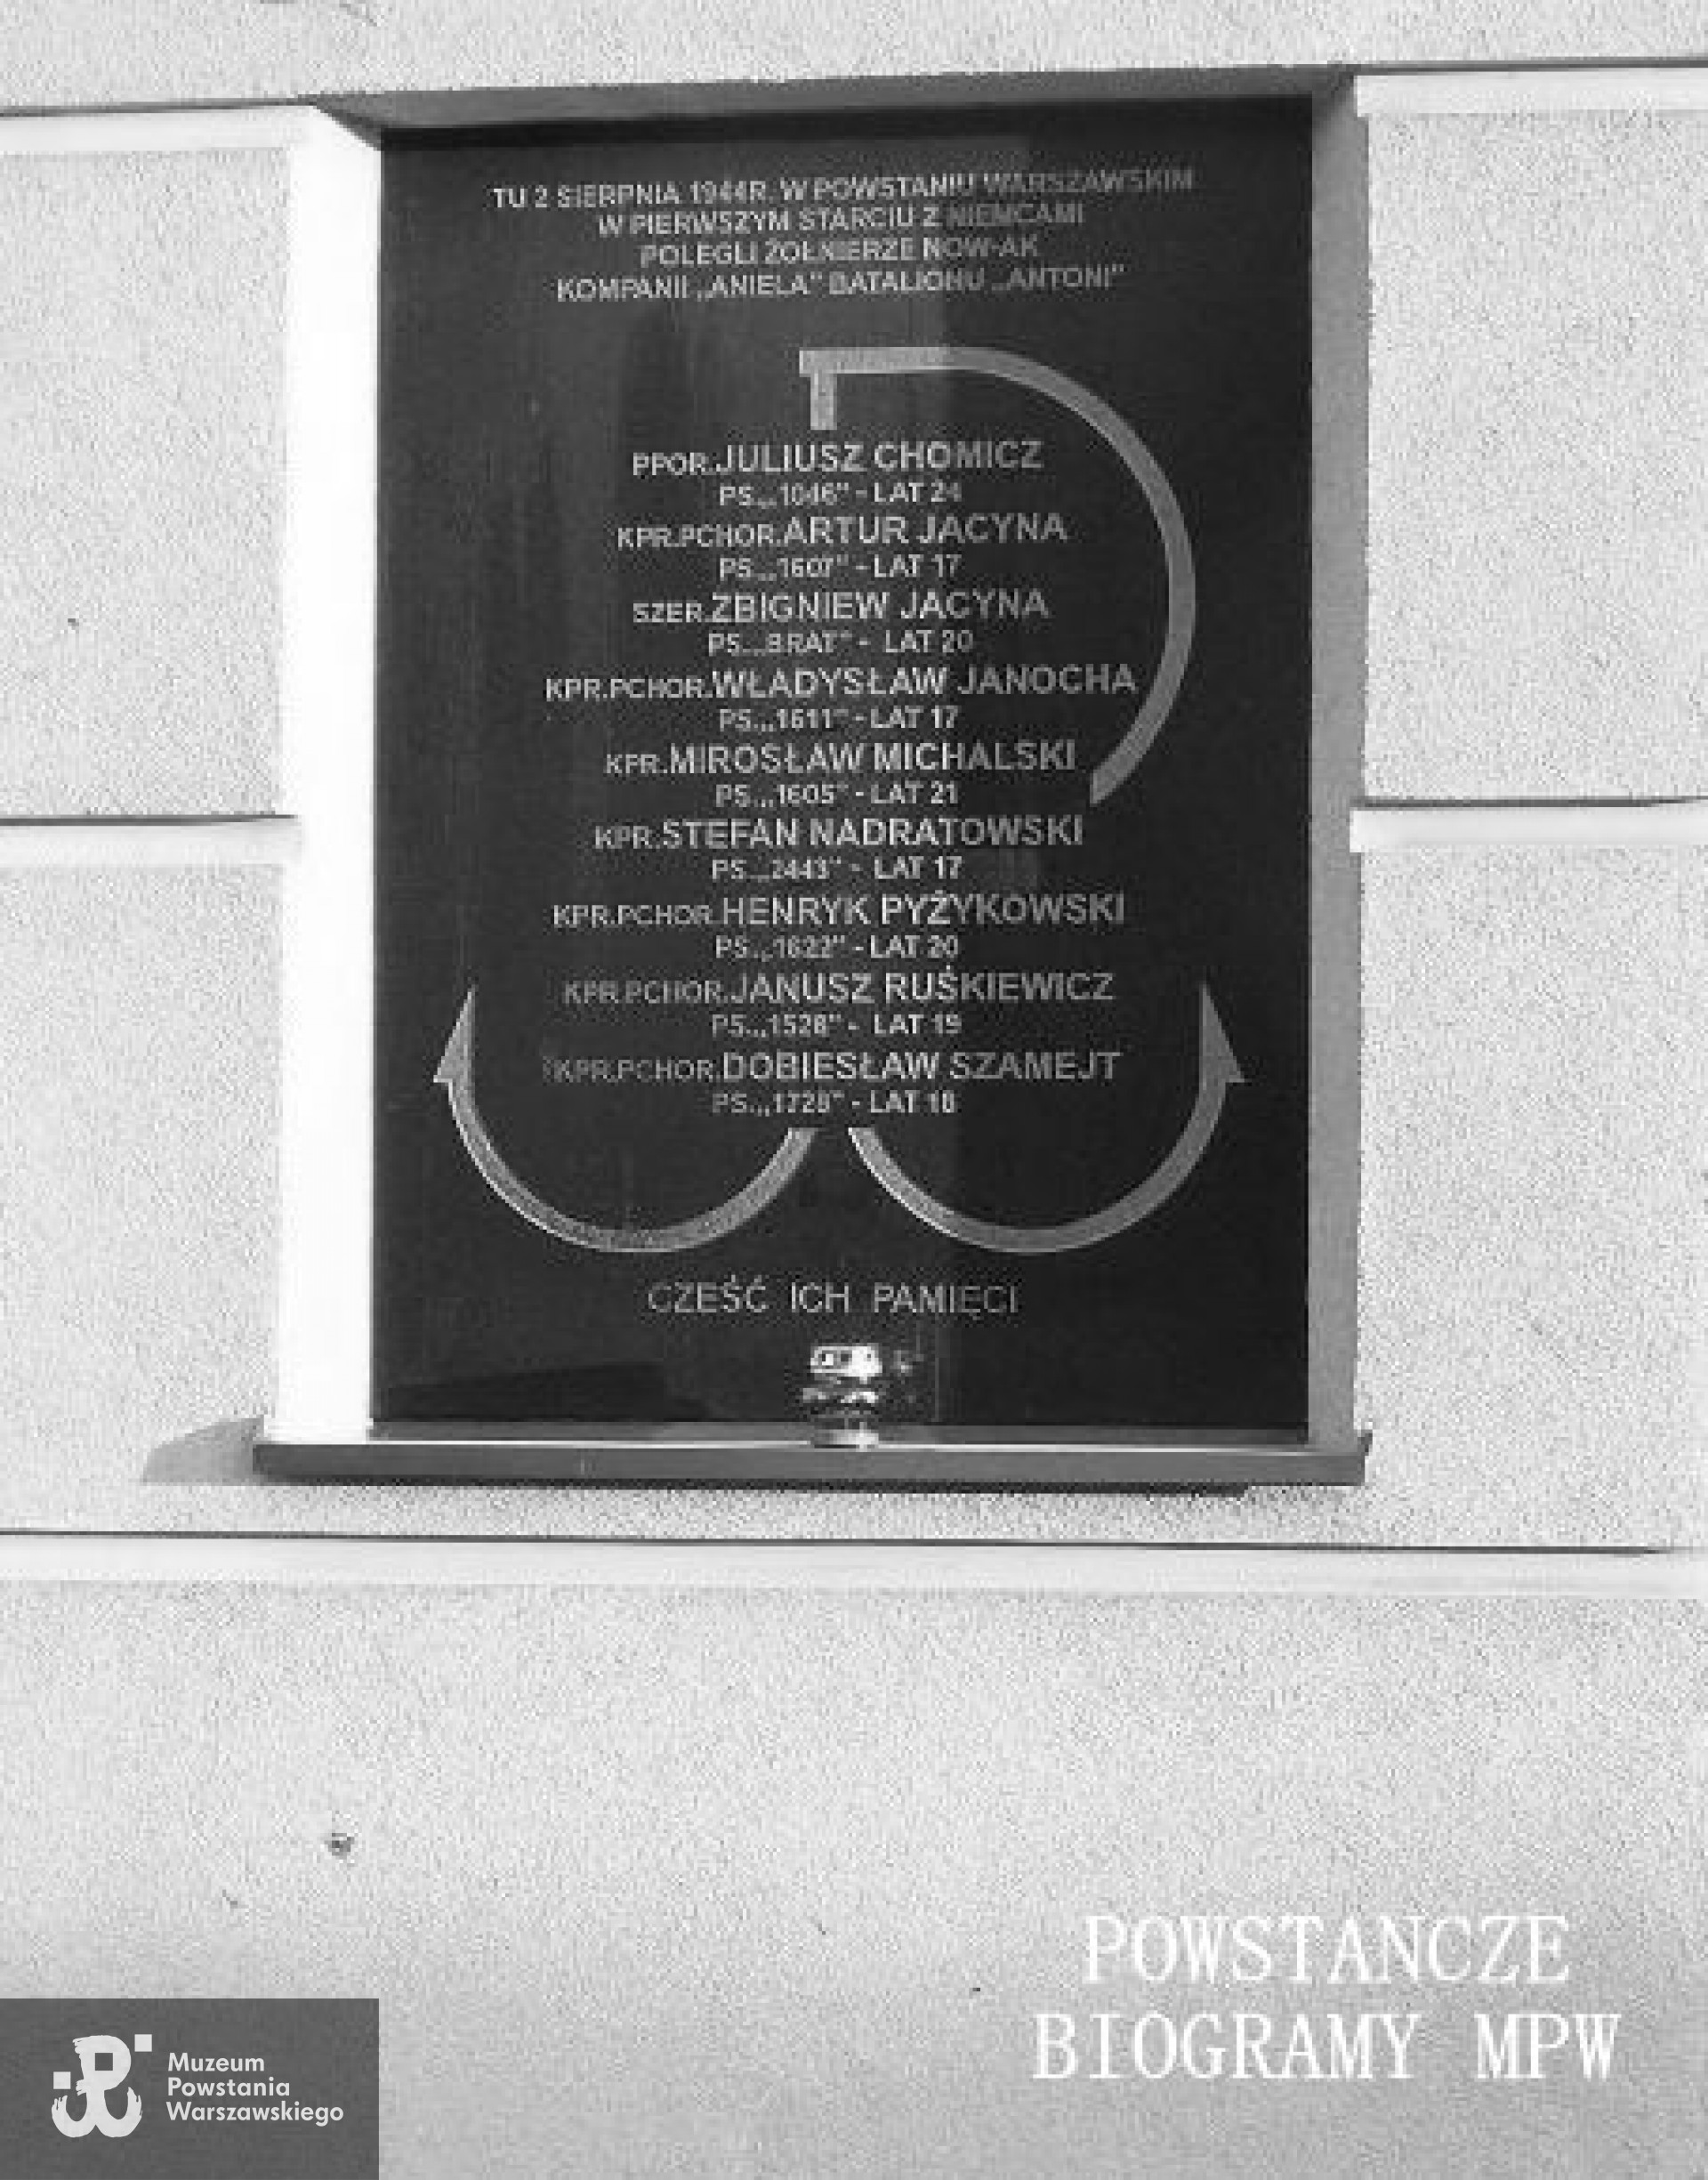 TU 2 SIERPNIA 1944R. W POWSTANIU WARSZAWSKIM
W PIERWSZYM STARCIU Z NIEMCAMI
POLEGLI ŻOŁNIERZE NOW-AK
KOMPANII „ANIELA" BATALIONU „ANTONI"
PPOR.JULIUSZ CHOMICZ
PS.„1046" - LAT 24
KPR.PCHOR.ARTUR JACYNA
PS.„1607" - LAT 17
SZER.ZBIGNIEW JACYNA
PS.„BRAT" - LAT 20
KPR.PCHOR.WŁADYSŁAW JANOCHA
PS.„1611" - LAT 17
KPR.MIROSŁAW MICHALSKI
PS.„1605" - LAT 21
KPR.STEFAN NADRATOWSKI
PS.„2443" - LAT 17
KPR.PCHOR.HENRYK PYŻYKOWSKI
PS.„1622" - LAT 20
KPR.PCHOR.JANUSZ RUŚKIEWICZ
PS.„1528" - LAT 19
KPR.PCHOR.DOBIESŁAW SZAMEJT
PS.„1728" - LAT 18
CZEŚĆ ICH PAMIĘCI
POWSTANCZE
BIOGRAMY MPW
Muzeum
Powstania
Warszawskiego